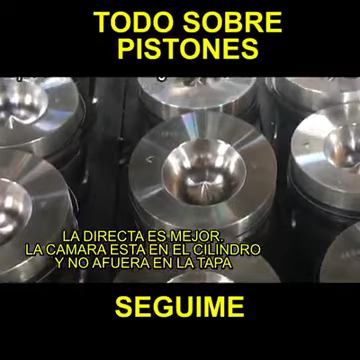 TODO SOBRE
PISTONES
LA DIRECTA ES MEJOR.
LA CAMARA ESTA EN EL CILINDRO
Y NO AFUERA EN LA TAPA
SEGUIME